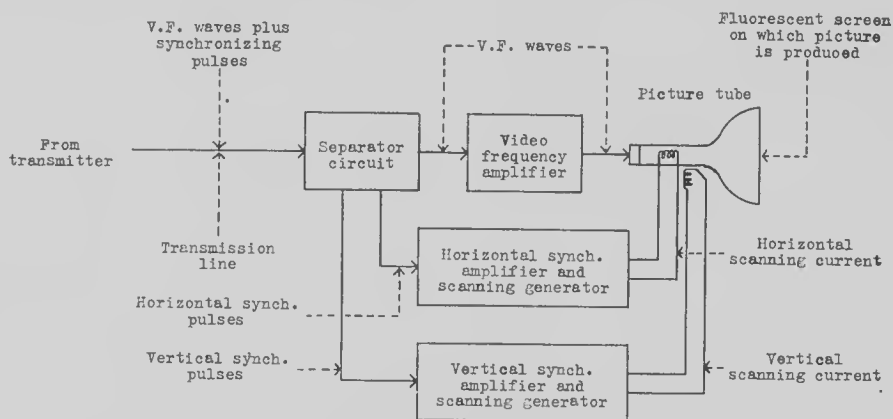 V.F. waves plus
synchronizing
pulses
V.F. waves
Fluorescent screen
on which picture
is produced
Picture tube
From
transmitter
Separator
circuit
Video
frequency
amplifier
Transmission
line
Horizontal synch.
amplifier and
scanning generator
Horizontal
scanning current
Horizontal synch.
pulses
Vertical synch.
pulses
Vertical synch.
amplifier and
scanning generator
Vertical
scanning current